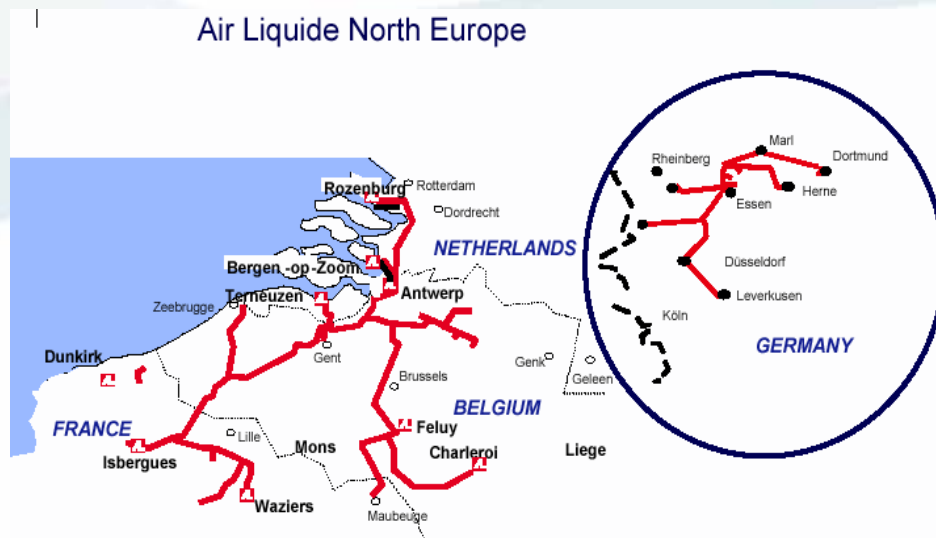 Air Liquide North Europe
Marl
Rheinberg
Dortmund
Rozenburg
Rotterdam
Herne
Essen
Dordrecht
NETHERLANDS
Bergen -op-Zoom
Düsseldorf
Terneuzen
Antwerp
Leverkusen
Zeebrugge
Köln
Gent
GERMANY
Dunkirk
Genk
Geleen
Brussels
BELGIUM
FRANCE
Feluy
Lille
Mons
Charleroi
Liege
Isbergues
Waziers
Maubeuge